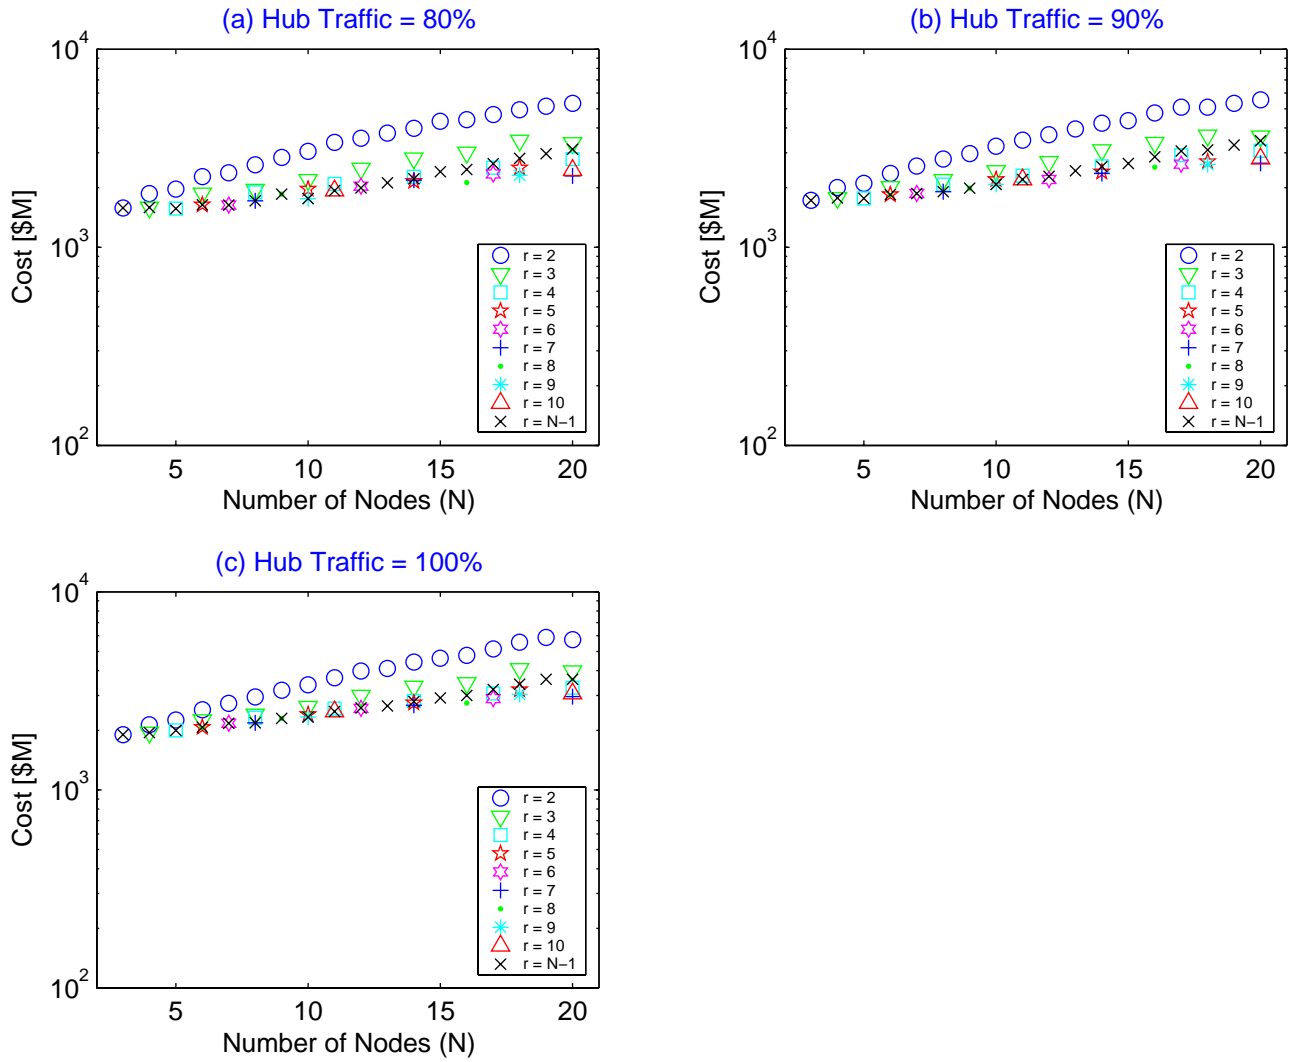 (a) Hub Traffic = 80%
10^4
10^3
10^2
Cost [$M]
r = 2
r = 3
r = 4
r = 5
r = 6
r = 7
r = 8
r = 9
r = 10
r = N−1
5 10 15 20
Number of Nodes (N)
(b) Hub Traffic = 90%
10^4
10^3
10^2
Cost [$M]
r = 2
r = 3
r = 4
r = 5
r = 6
r = 7
r = 8
r = 9
r = 10
r = N−1
5 10 15 20
Number of Nodes (N)
(c) Hub Traffic = 100%
10^4
10^3
10^2
Cost [$M]
r = 2
r = 3
r = 4
r = 5
r = 6
r = 7
r = 8
r = 9
r = 10
r = N−1
5 10 15 20
Number of Nodes (N)